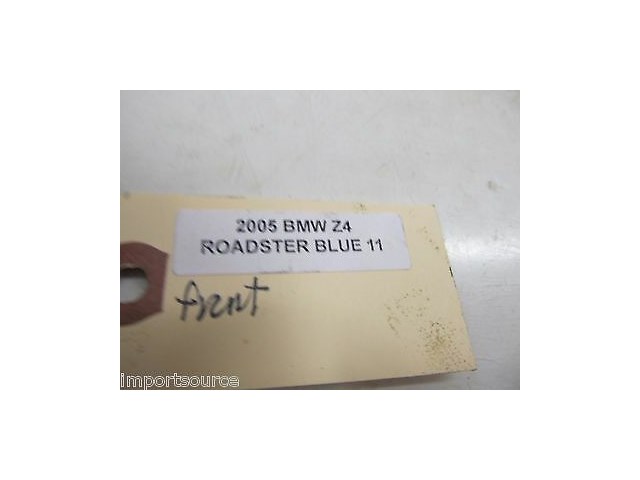 2005 BMW Z4
ROADSTER BLUE 11
front
importsource